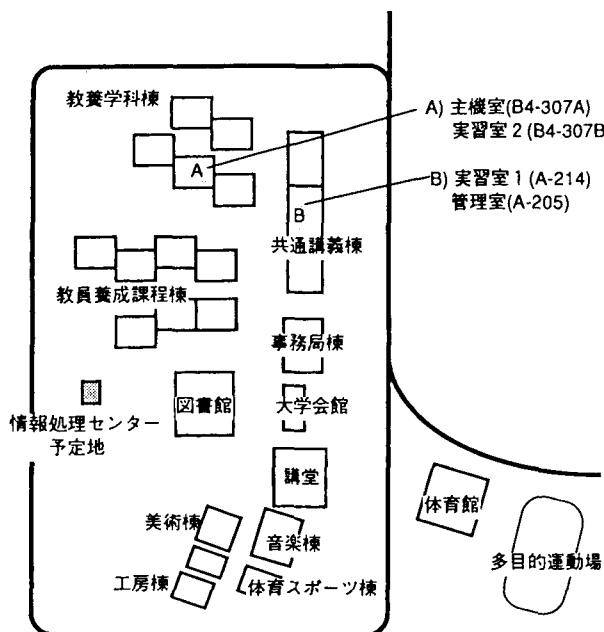 教養学科棟
A) 主機室(B4-307A)
実習室2(B4-307B
A
B) 実習室1(A-214)
管理室(A-205)
B
共通講義棟
教員養成課程棟
事務局棟
図書館
大学会館
情報処理センター
予定地
講堂
体育館
美術棟
音楽棟
多目的運動場
工房棟
体育スポーツ棟